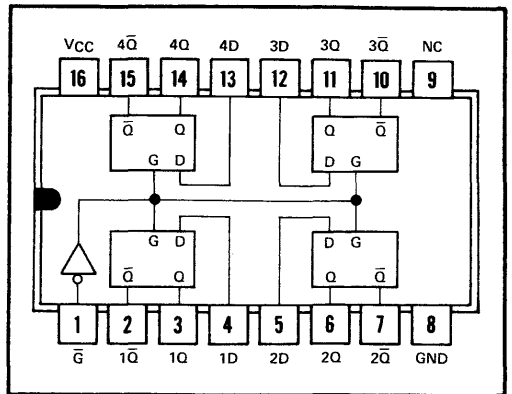 VCC 4Q̅ 4Q 4D 3D 3Q 3Q̅ NC
16 15 14 13 12 11 10 9
Q̅ Q Q Q̅
G D D G
G D D G
Q̅ Q Q Q̅
1 2 3 4 5 6 7 8
G̅ 1Q̅ 1Q 1D 2D 2Q 2Q̅ GND